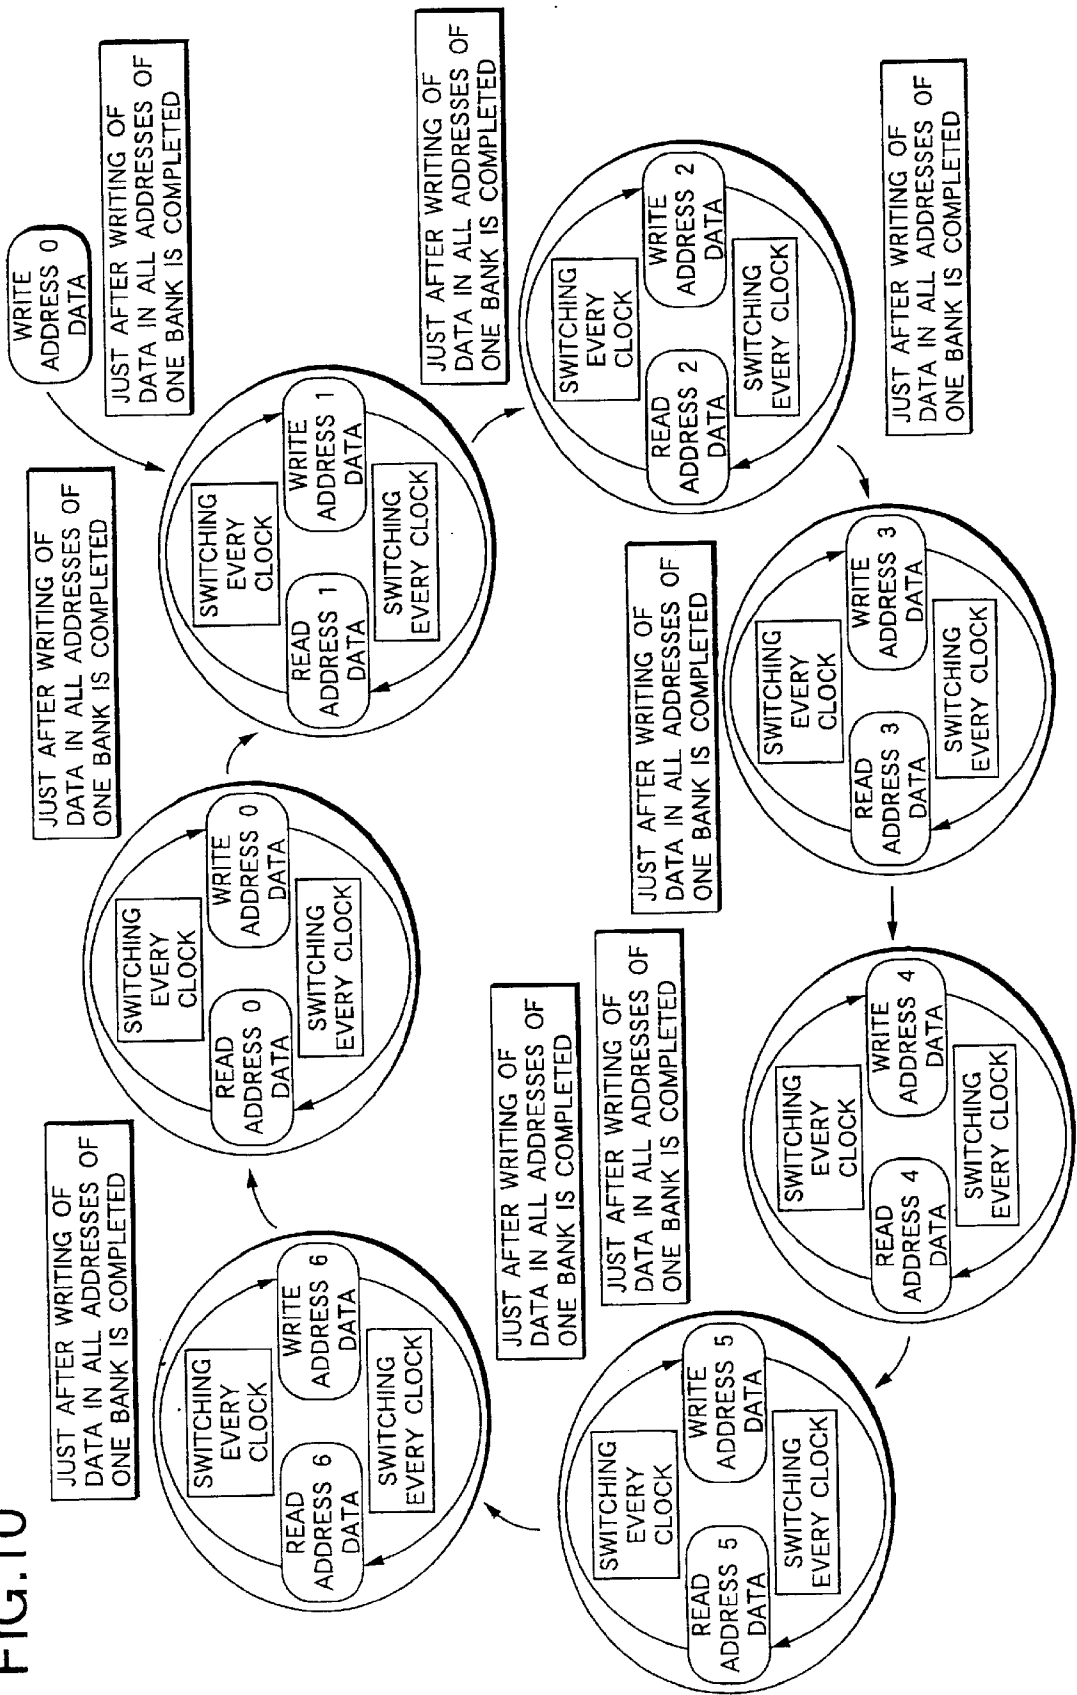 FIG.10
WRITE
ADDRESS 0
DATA
JUST AFTER WRITING OF
DATA IN ALL ADDRESSES OF
ONE BANK IS COMPLETED
JUST AFTER WRITING OF
DATA IN ALL ADDRESSES OF
ONE BANK IS COMPLETED
JUST AFTER WRITING OF
DATA IN ALL ADDRESSES OF
ONE BANK IS COMPLETED
SWITCHING
EVERY
CLOCK
READ
ADDRESS 0
DATA
WRITE
ADDRESS 0
DATA
SWITCHING
EVERY CLOCK
SWITCHING
EVERY
CLOCK
READ
ADDRESS 6
DATA
WRITE
ADDRESS 6
DATA
SWITCHING
EVERY CLOCK
SWITCHING
EVERY
CLOCK
READ
ADDRESS 1
DATA
WRITE
ADDRESS 1
DATA
SWITCHING
EVERY CLOCK
JUST AFTER WRITING OF
DATA IN ALL ADDRESSES OF
ONE BANK IS COMPLETED
JUST AFTER WRITING OF
DATA IN ALL ADDRESSES OF
ONE BANK IS COMPLETED
SWITCHING
EVERY
CLOCK
READ
ADDRESS 2
DATA
WRITE
ADDRESS 2
DATA
SWITCHING
EVERY CLOCK
JUST AFTER WRITING OF
DATA IN ALL ADDRESSES OF
ONE BANK IS COMPLETED
JUST AFTER WRITING OF
DATA IN ALL ADDRESSES OF
ONE BANK IS COMPLETED
SWITCHING
EVERY
CLOCK
READ
ADDRESS 5
DATA
WRITE
ADDRESS 5
DATA
SWITCHING
EVERY CLOCK
SWITCHING
EVERY
CLOCK
READ
ADDRESS 3
DATA
WRITE
ADDRESS 3
DATA
SWITCHING
EVERY CLOCK
SWITCHING
EVERY
CLOCK
READ
ADDRESS 4
DATA
WRITE
ADDRESS 4
DATA
SWITCHING
EVERY CLOCK
JUST AFTER WRITING OF
DATA IN ALL ADDRESSES OF
ONE BANK IS COMPLETED